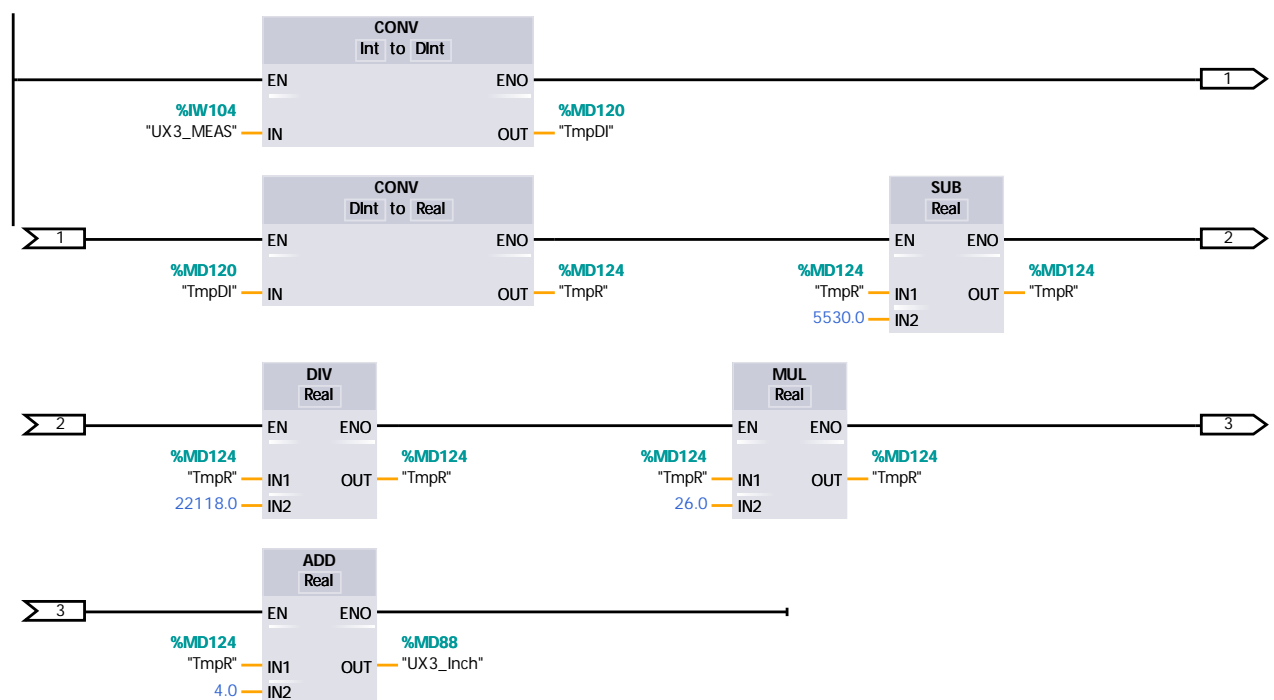 CONV
Int to DInt
EN ENO
1
%IW104 %MD120
"UX3_MEAS" IN OUT "TmpDI"
CONV SUB
DInt to Real Real
1 EN ENO EN ENO 2
%MD120 %MD124 %MD124 %MD124
"TmpDI" IN OUT "TmpR" "TmpR" IN1 OUT "TmpR"
5530.0 IN2
DIV MUL
Real Real
2 EN ENO EN ENO 3
%MD124 %MD124 %MD124 %MD124
"TmpR" IN1 OUT "TmpR" "TmpR" IN1 OUT "TmpR"
22118.0 IN2 26.0 IN2
ADD
Real
3 EN ENO
%MD124 %MD88
"TmpR" IN1 OUT "UX3_Inch"
4.0 IN2